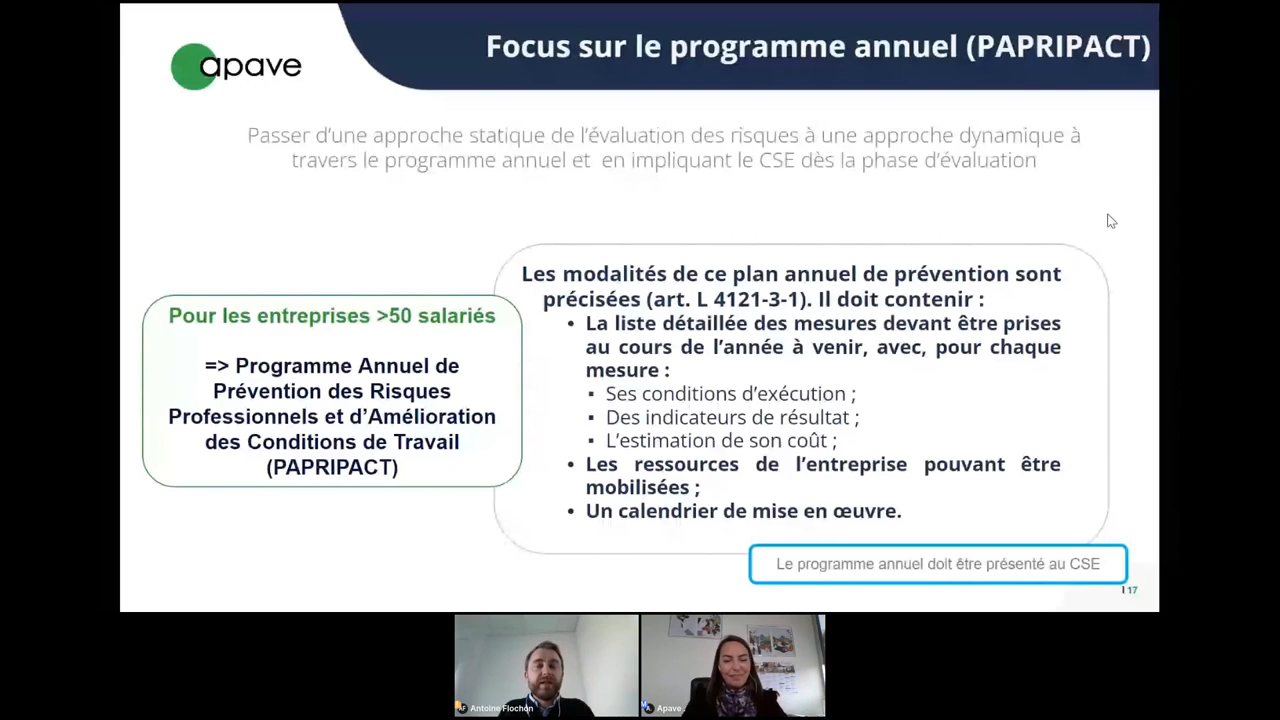 apave
Focus sur le programme annuel (PAPRIPACT)
Passer d'une approche statique de l'évaluation des risques à une approche dynamique à
travers le programme annuel et en impliquant le CSE dès la phase d'évaluation
Pour les entreprises >50 salariés
=> Programme Annuel de
Prévention des Risques
Professionnels et d'Amélioration
des Conditions de Travail
(PAPRIPACT)
Les modalités de ce plan annuel de prévention sont
précisées (art. L 4121-3-1). Il doit contenir :
• La liste détaillée des mesures devant être prises
au cours de l'année à venir, avec, pour chaque
mesure :
▪ Ses conditions d'exécution ;
▪ Des indicateurs de résultat ;
▪ L'estimation de son coût ;
• Les ressources de l'entreprise pouvant être
mobilisées ;
• Un calendrier de mise en œuvre.
Le programme annuel doit être présenté au CSE
I 17
AF Antoine Flochon
A. Apave